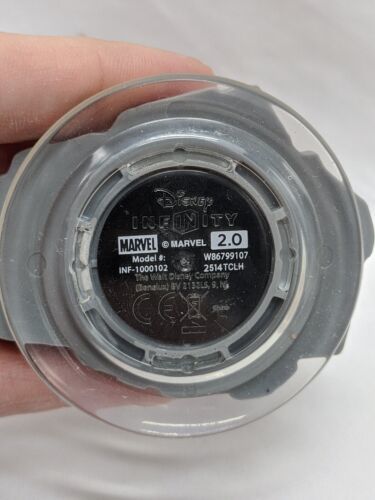 Disney
INFINITY
MARVEL © MARVEL 2.0
Model #: W86799107
INF-1000102 2514TCLH
The Walt Disney Company
(Benelux) BV 2132LS, 9, NL
CE